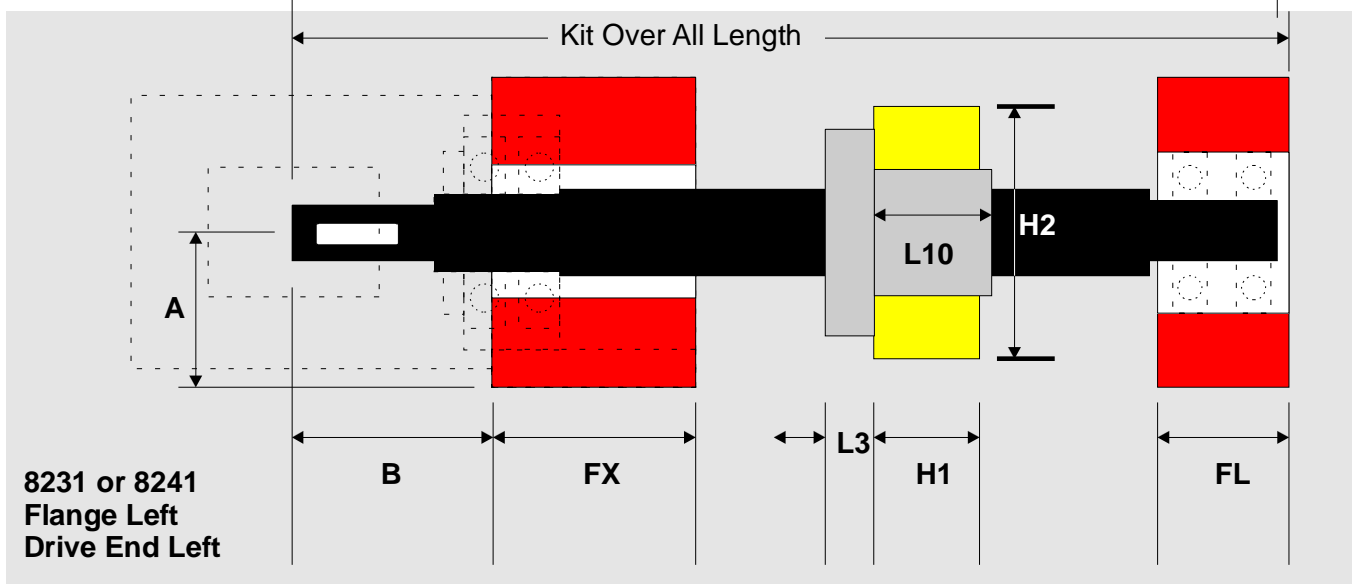 Kit Over All Length
H2
L10
A
L3
B
FX
H1
FL
8231 or 8241
Flange Left
Drive End Left